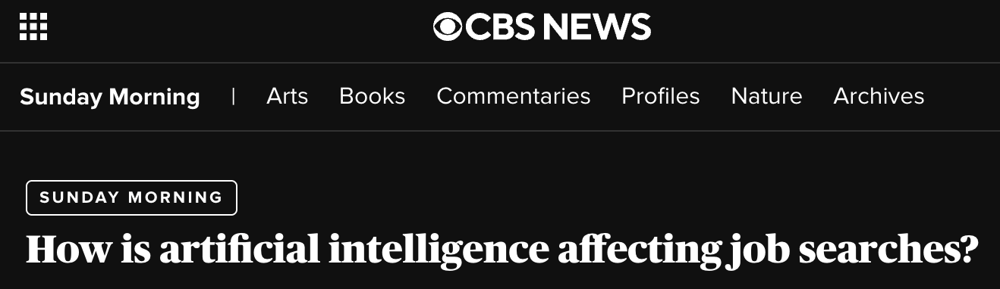 CBS NEWS
Sunday Morning | Arts Books Commentaries Profiles Nature Archives
SUNDAY MORNING
How is artificial intelligence affecting job searches?